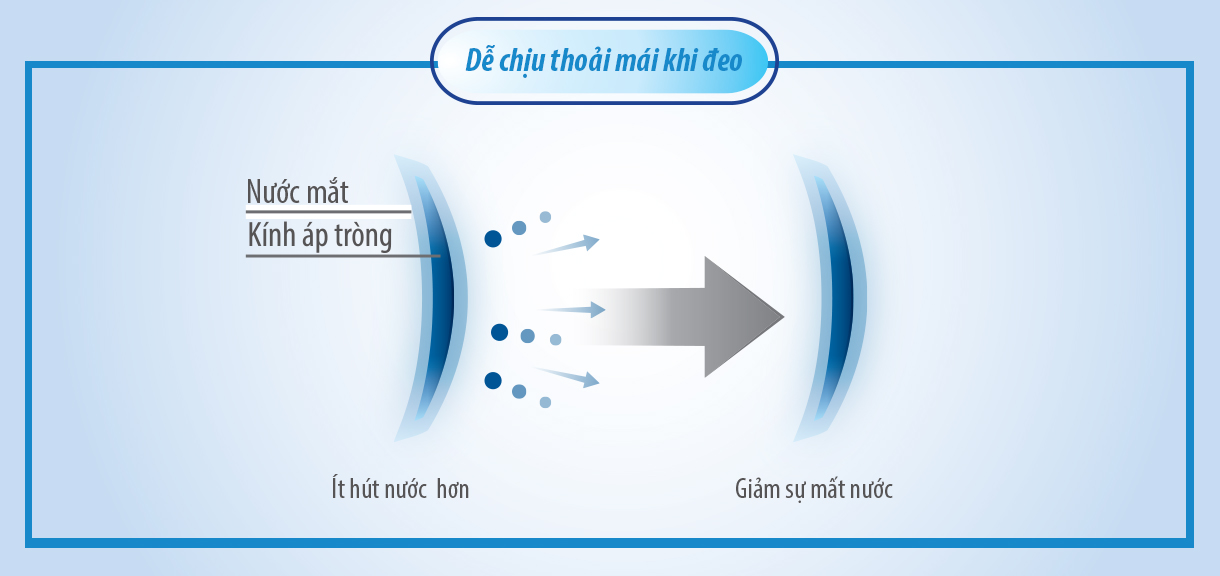 Dễ chịu thoải mái khi đeo
Nước mắt
Kính áp tròng
Ít hút nước hơn
Giảm sự mất nước